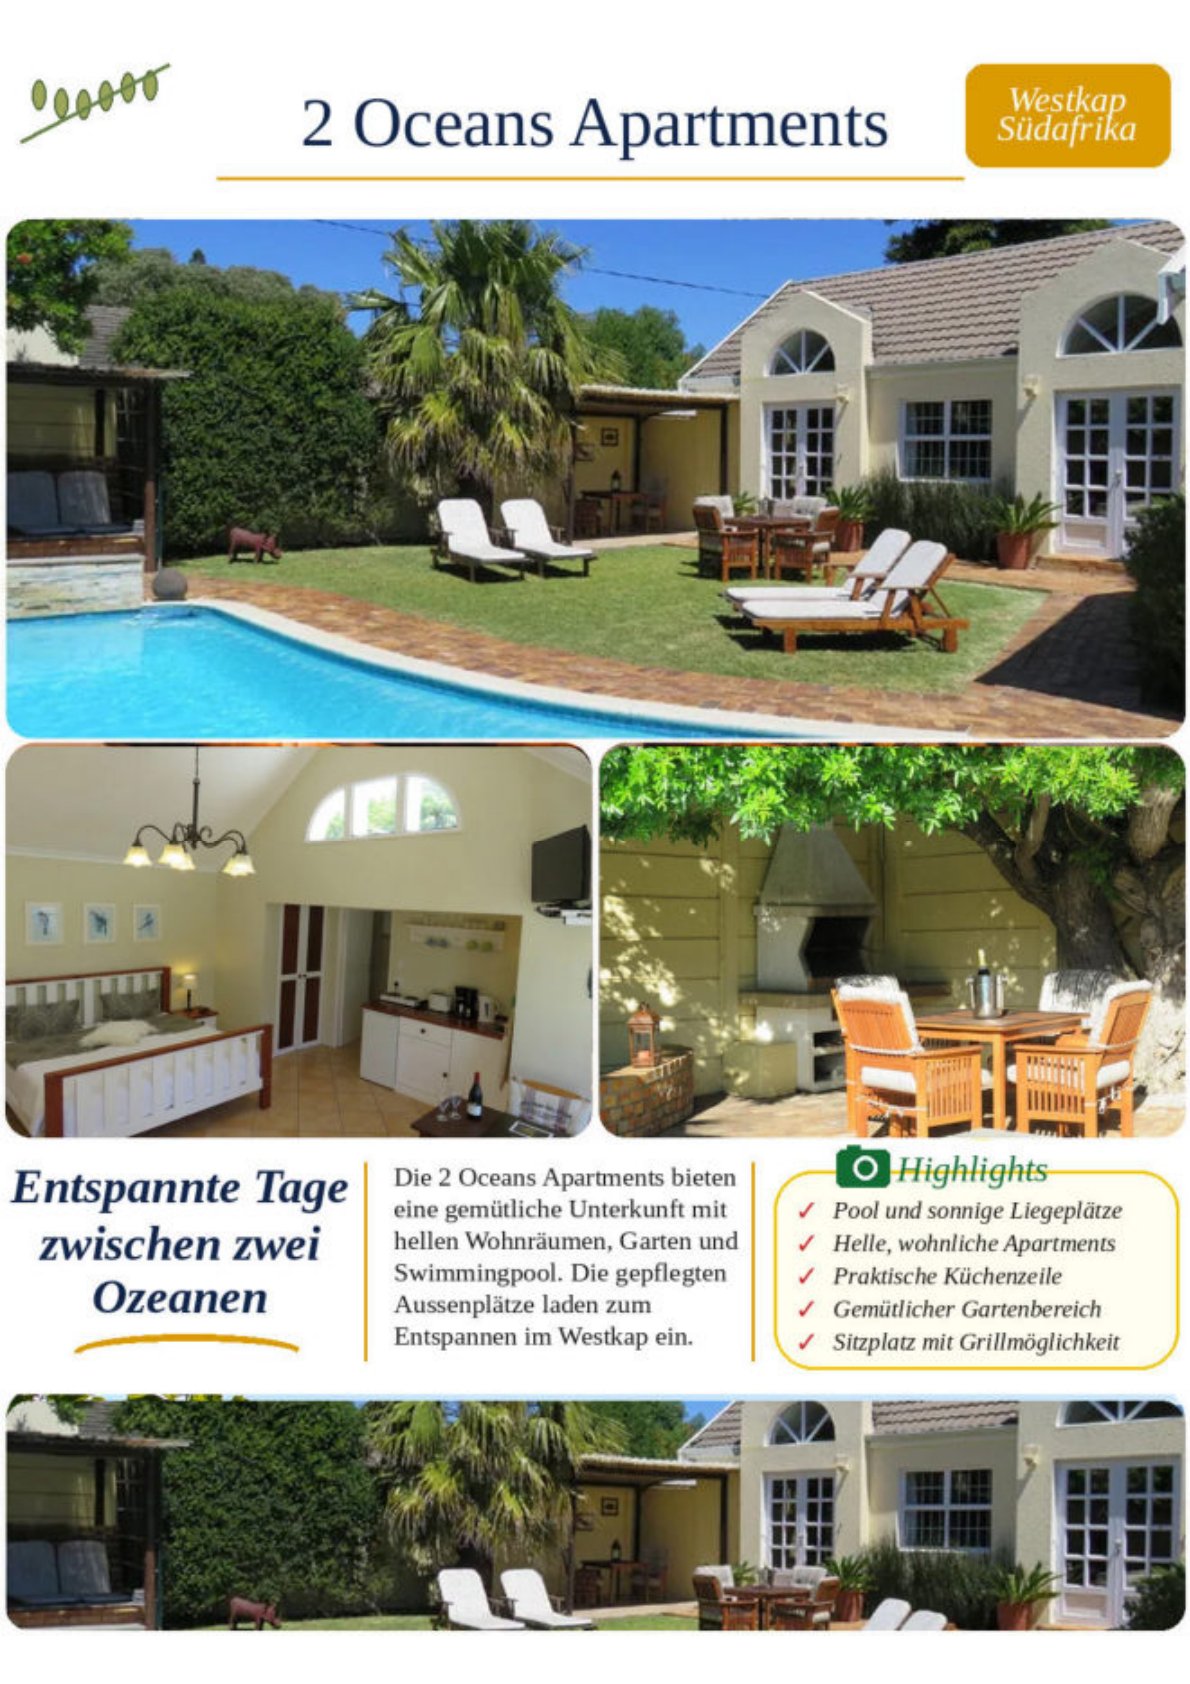 2 Oceans Apartments
Westkap
Südafrika
Entspannte Tage
zwischen zwei
Ozeanen
Die 2 Oceans Apartments bieten
eine gemütliche Unterkunft mit
hellen Wohnräumen, Garten und
Swimmingpool. Die gepflegten
Aussenplätze laden zum
Entspannen im Westkap ein.
Highlights
✓ Pool und sonnige Liegeplätze
✓ Helle, wohnliche Apartments
✓ Praktische Küchenzeile
✓ Gemütlicher Gartenbereich
✓ Sitzplatz mit Grillmöglichkeit